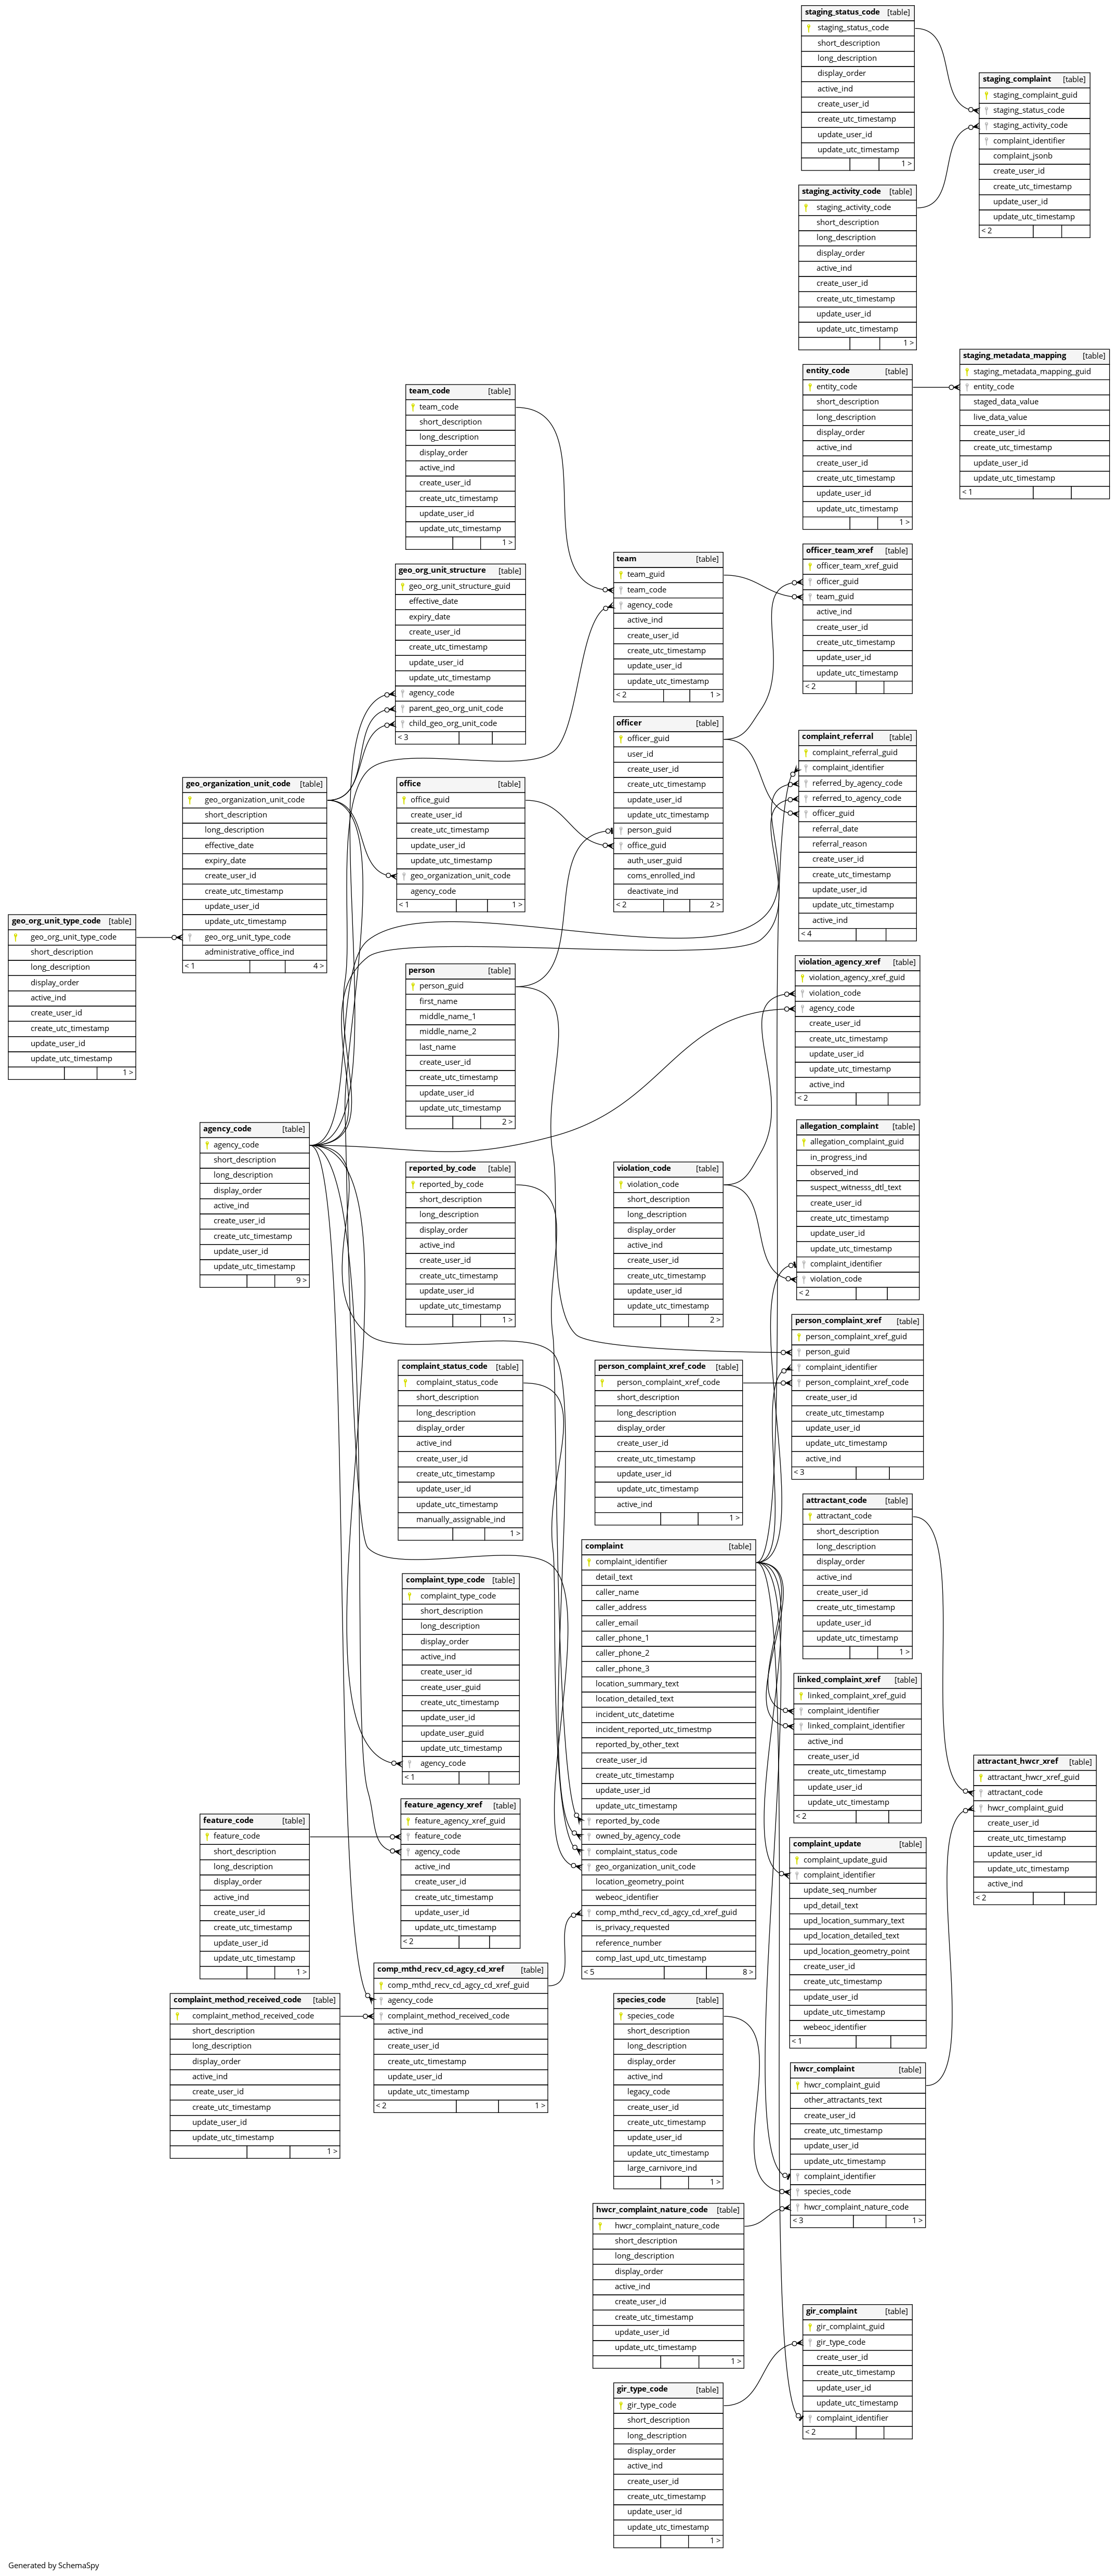 staging_status_code [table]
staging_status_code
short_description
long_description
display_order
active_ind
create_user_id
create_utc_timestamp
update_user_id
update_utc_timestamp
1 >
staging_complaint [table]
staging_complaint_guid
staging_status_code
staging_activity_code
complaint_identifier
complaint_jsonb
create_user_id
create_utc_timestamp
update_user_id
update_utc_timestamp
< 2
staging_activity_code [table]
staging_activity_code
short_description
long_description
display_order
active_ind
create_user_id
create_utc_timestamp
update_user_id
update_utc_timestamp
1 >
staging_metadata_mapping [table]
staging_metadata_mapping_guid
entity_code
staged_data_value
live_data_value
create_user_id
create_utc_timestamp
update_user_id
update_utc_timestamp
< 1
entity_code [table]
entity_code
short_description
long_description
display_order
active_ind
create_user_id
create_utc_timestamp
update_user_id
update_utc_timestamp
1 >
team_code [table]
team_code
short_description
long_description
display_order
active_ind
create_user_id
create_utc_timestamp
update_user_id
update_utc_timestamp
1 >
officer_team_xref [table]
officer_team_xref_guid
officer_guid
team_guid
active_ind
create_user_id
create_utc_timestamp
update_user_id
update_utc_timestamp
< 2
team [table]
team_guid
team_code
agency_code
active_ind
create_user_id
create_utc_timestamp
update_user_id
update_utc_timestamp
< 2 1 >
geo_org_unit_structure [table]
geo_org_unit_structure_guid
effective_date
expiry_date
create_user_id
create_utc_timestamp
update_user_id
update_utc_timestamp
agency_code
parent_geo_org_unit_code
child_geo_org_unit_code
< 3
officer [table]
officer_guid
user_id
create_user_id
create_utc_timestamp
update_user_id
update_utc_timestamp
person_guid
office_guid
auth_user_guid
coms_enrolled_ind
deactivate_ind
< 2 2 >
complaint_referral [table]
complaint_referral_guid
complaint_identifier
referred_by_agency_code
referred_to_agency_code
officer_guid
referral_date
referral_reason
create_user_id
create_utc_timestamp
update_user_id
update_utc_timestamp
active_ind
< 4
geo_organization_unit_code [table]
geo_organization_unit_code
short_description
long_description
effective_date
expiry_date
create_user_id
create_utc_timestamp
update_user_id
update_utc_timestamp
geo_org_unit_type_code
administrative_office_ind
< 1 4 >
office [table]
office_guid
create_user_id
create_utc_timestamp
update_user_id
update_utc_timestamp
geo_organization_unit_code
agency_code
< 1 1 >
geo_org_unit_type_code [table]
geo_org_unit_type_code
short_description
long_description
display_order
active_ind
create_user_id
create_utc_timestamp
update_user_id
update_utc_timestamp
1 >
violation_agency_xref [table]
violation_agency_xref_guid
violation_code
agency_code
create_user_id
create_utc_timestamp
update_user_id
update_utc_timestamp
active_ind
< 2
person [table]
person_guid
first_name
middle_name_1
middle_name_2
last_name
create_user_id
create_utc_timestamp
update_user_id
update_utc_timestamp
2 >
agency_code [table]
agency_code
short_description
long_description
display_order
active_ind
create_user_id
create_utc_timestamp
update_user_id
update_utc_timestamp
9 >
allegation_complaint [table]
allegation_complaint_guid
in_progress_ind
observed_ind
suspect_witnesss_dtl_text
create_user_id
create_utc_timestamp
update_user_id
update_utc_timestamp
complaint_identifier
violation_code
< 2
reported_by_code [table]
reported_by_code
short_description
long_description
display_order
active_ind
create_user_id
create_utc_timestamp
update_user_id
update_utc_timestamp
1 >
violation_code [table]
violation_code
short_description
long_description
display_order
active_ind
create_user_id
create_utc_timestamp
update_user_id
update_utc_timestamp
2 >
person_complaint_xref [table]
person_complaint_xref_guid
person_guid
complaint_identifier
person_complaint_xref_code
create_user_id
create_utc_timestamp
update_user_id
update_utc_timestamp
active_ind
< 3
complaint_status_code [table]
complaint_status_code
short_description
long_description
display_order
active_ind
create_user_id
create_utc_timestamp
update_user_id
update_utc_timestamp
manually_assignable_ind
1 >
person_complaint_xref_code [table]
person_complaint_xref_code
short_description
long_description
display_order
create_user_id
create_utc_timestamp
update_user_id
update_utc_timestamp
active_ind
1 >
attractant_code [table]
attractant_code
short_description
long_description
display_order
active_ind
create_user_id
create_utc_timestamp
update_user_id
update_utc_timestamp
1 >
complaint [table]
complaint_identifier
detail_text
caller_name
caller_address
caller_email
caller_phone_1
caller_phone_2
caller_phone_3
location_summary_text
location_detailed_text
incident_utc_datetime
incident_reported_utc_timestmp
reported_by_other_text
create_user_id
create_utc_timestamp
update_user_id
update_utc_timestamp
reported_by_code
owned_by_agency_code
complaint_status_code
geo_organization_unit_code
location_geometry_point
webeoc_identifier
comp_mthd_recv_cd_agcy_cd_xref_guid
is_privacy_requested
reference_number
comp_last_upd_utc_timestamp
< 5 8 >
complaint_type_code [table]
complaint_type_code
short_description
long_description
display_order
active_ind
create_user_id
create_user_guid
create_utc_timestamp
update_user_id
update_user_guid
update_utc_timestamp
agency_code
< 1
linked_complaint_xref [table]
linked_complaint_xref_guid
complaint_identifier
linked_complaint_identifier
active_ind
create_user_id
create_utc_timestamp
update_user_id
update_utc_timestamp
< 2
attractant_hwcr_xref [table]
attractant_hwcr_xref_guid
attractant_code
hwcr_complaint_guid
create_user_id
create_utc_timestamp
update_user_id
update_utc_timestamp
active_ind
< 2
feature_agency_xref [table]
feature_agency_xref_guid
feature_code
agency_code
active_ind
create_user_id
create_utc_timestamp
update_user_id
update_utc_timestamp
< 2
feature_code [table]
feature_code
short_description
long_description
display_order
active_ind
create_user_id
create_utc_timestamp
update_user_id
update_utc_timestamp
1 >
complaint_update [table]
complaint_update_guid
complaint_identifier
update_seq_number
upd_detail_text
upd_location_summary_text
upd_location_detailed_text
upd_location_geometry_point
create_user_id
create_utc_timestamp
update_user_id
update_utc_timestamp
webeoc_identifier
< 1
comp_mthd_recv_cd_agcy_cd_xref [table]
comp_mthd_recv_cd_agcy_cd_xref_guid
agency_code
complaint_method_received_code
active_ind
create_user_id
create_utc_timestamp
update_user_id
update_utc_timestamp
< 2 1 >
complaint_method_received_code [table]
complaint_method_received_code
short_description
long_description
display_order
active_ind
create_user_id
create_utc_timestamp
update_user_id
update_utc_timestamp
1 >
species_code [table]
species_code
short_description
long_description
display_order
active_ind
legacy_code
create_user_id
create_utc_timestamp
update_user_id
update_utc_timestamp
large_carnivore_ind
1 >
hwcr_complaint [table]
hwcr_complaint_guid
other_attractants_text
create_user_id
create_utc_timestamp
update_user_id
update_utc_timestamp
complaint_identifier
species_code
hwcr_complaint_nature_code
< 3 1 >
hwcr_complaint_nature_code [table]
hwcr_complaint_nature_code
short_description
long_description
display_order
active_ind
create_user_id
create_utc_timestamp
update_user_id
update_utc_timestamp
1 >
gir_complaint [table]
gir_complaint_guid
gir_type_code
create_user_id
create_utc_timestamp
update_user_id
update_utc_timestamp
complaint_identifier
< 2
gir_type_code [table]
gir_type_code
short_description
long_description
display_order
active_ind
create_user_id
create_utc_timestamp
update_user_id
update_utc_timestamp
1 >
Generated by SchemaSpy